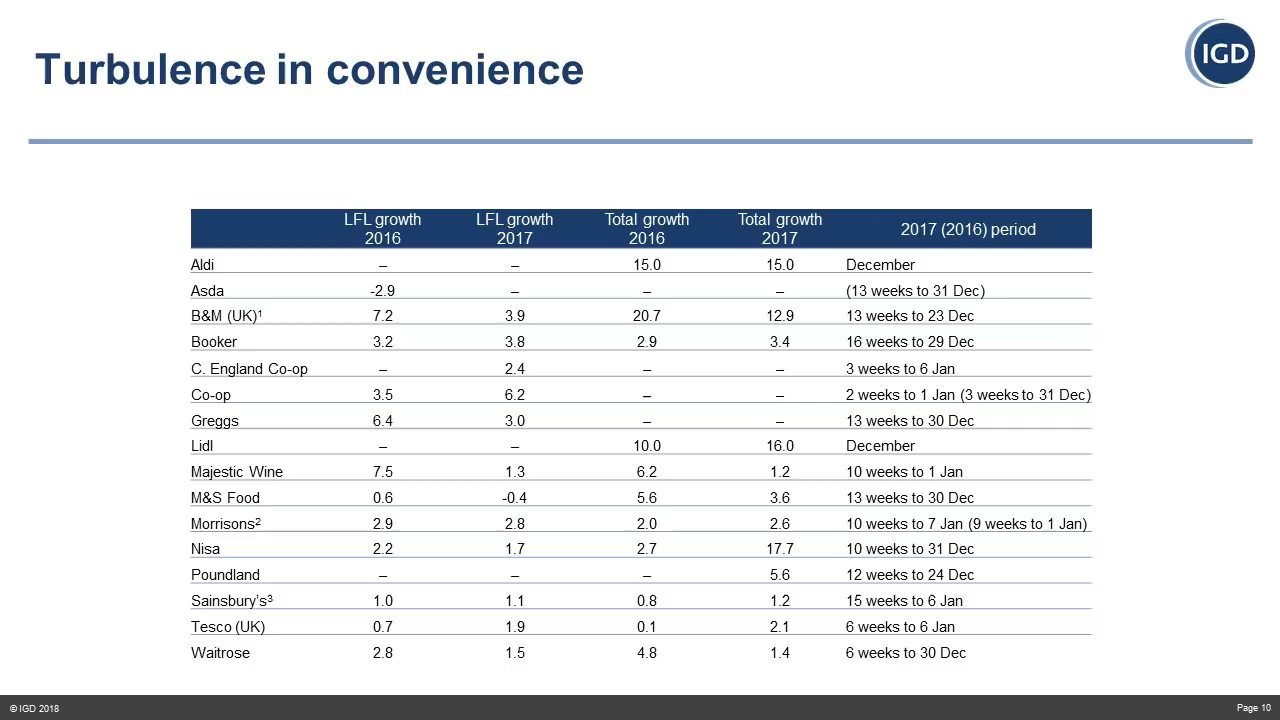 Turbulence in convenience
IGD
LFL growth 2016 LFL growth 2017 Total growth 2016 Total growth 2017 2017 (2016) period
Aldi – – 15.0 15.0 December
Asda -2.9 – – – (13 weeks to 31 Dec)
B&M (UK)¹ 7.2 3.9 20.7 12.9 13 weeks to 23 Dec
Booker 3.2 3.8 2.9 3.4 16 weeks to 29 Dec
C. England Co-op – 2.4 – – 3 weeks to 6 Jan
Co-op 3.5 6.2 – – 2 weeks to 1 Jan (3 weeks to 31 Dec)
Greggs 6.4 3.0 – – 13 weeks to 30 Dec
Lidl – – 10.0 16.0 December
Majestic Wine 7.5 1.3 6.2 1.2 10 weeks to 1 Jan
M&S Food 0.6 -0.4 5.6 3.6 13 weeks to 30 Dec
Morrisons² 2.9 2.8 2.0 2.6 10 weeks to 7 Jan (9 weeks to 1 Jan)
Nisa 2.2 1.7 2.7 17.7 10 weeks to 31 Dec
Poundland – – – 5.6 12 weeks to 24 Dec
Sainsbury's³ 1.0 1.1 0.8 1.2 15 weeks to 6 Jan
Tesco (UK) 0.7 1.9 0.1 2.1 6 weeks to 6 Jan
Waitrose 2.8 1.5 4.8 1.4 6 weeks to 30 Dec
© IGD 2018 Page 10